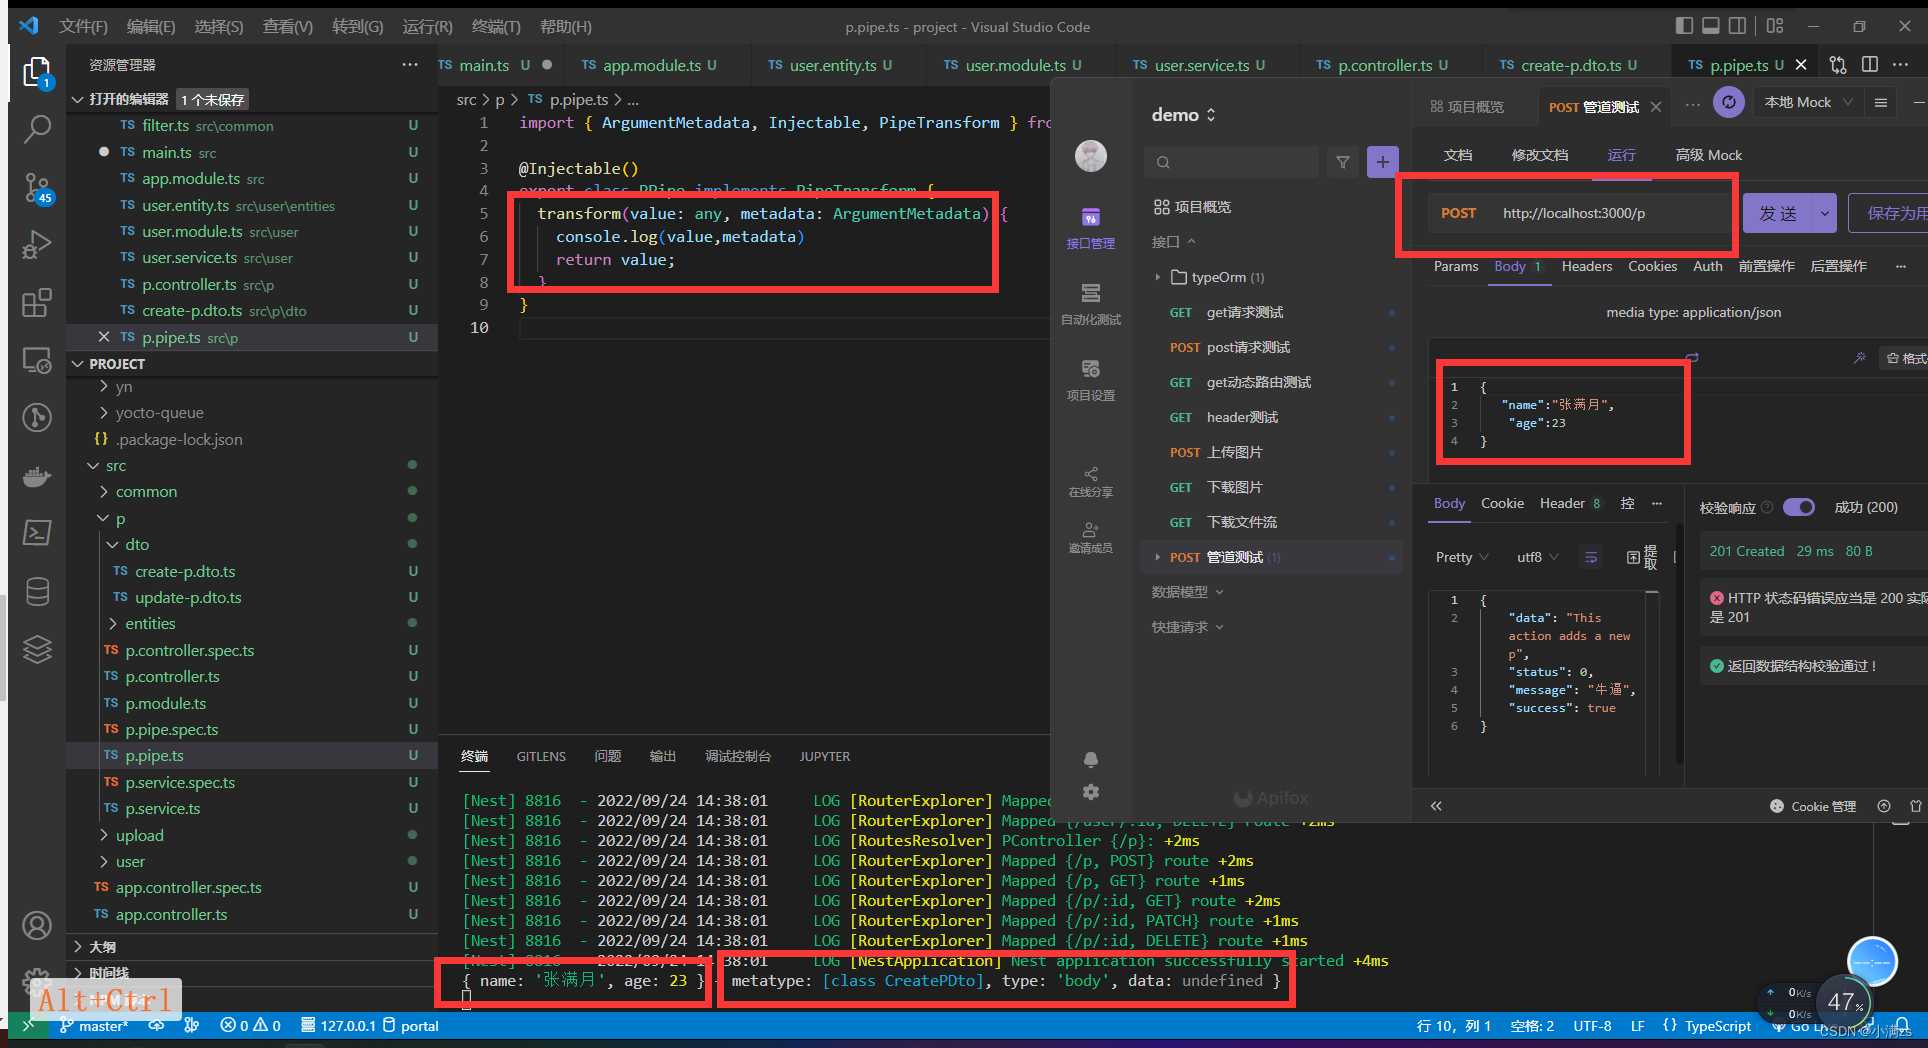 文件(F) 编辑(E) 选择(S) 查看(V) 转到(G) 运行(R) 终端(T) 帮助(H)
p.pipe.ts - project - Visual Studio Code
资源管理器
打开的编辑器 1 个未保存
TS filter.ts src\common U
TS main.ts src U
TS app.module.ts src U
TS user.entity.ts src\user\entities U
TS user.module.ts src\user U
TS user.service.ts src\user U
TS p.controller.ts src\p U
TS create-p.dto.ts src\p\dto U
TS p.pipe.ts src\p U
PROJECT
yn
yocto-queue
{} .package-lock.json
src
common
p
dto
TS create-p.dto.ts U
TS update-p.dto.ts U
entities
TS p.controller.spec.ts U
TS p.controller.ts U
TS p.module.ts U
TS p.pipe.spec.ts U
TS p.pipe.ts U
TS p.service.spec.ts U
TS p.service.ts U
upload
user
TS app.controller.spec.ts U
TS app.controller.ts U
大纲
时间线
Alt+Ctrl
1
45
TS main.ts U
TS app.module.ts U
TS user.entity.ts U
TS user.module.ts U
TS user.service.ts U
TS p.controller.ts U
TS create-p.dto.ts U
TS p.pipe.ts U
src > p > TS p.pipe.ts > ...
1 import { ArgumentMetadata, Injectable, PipeTransform } fro
2
3 @Injectable()
4 export class PPipe implements PipeTransform {
5 transform(value: any, metadata: ArgumentMetadata) {
6 console.log(value,metadata)
7 return value;
8 }
9 }
10
终端 GITLENS 问题 输出 调试控制台 JUPYTER
[Nest] 8816 - 2022/09/24 14:38:01 LOG [RouterExplorer] Mapped
[Nest] 8816 - 2022/09/24 14:38:01 LOG [RouterExplorer] Mapped {/user/:id, DELETE} route +2ms
[Nest] 8816 - 2022/09/24 14:38:01 LOG [RoutesResolver] PController {/p}: +2ms
[Nest] 8816 - 2022/09/24 14:38:01 LOG [RouterExplorer] Mapped {/p, POST} route +2ms
[Nest] 8816 - 2022/09/24 14:38:01 LOG [RouterExplorer] Mapped {/p, GET} route +1ms
[Nest] 8816 - 2022/09/24 14:38:01 LOG [RouterExplorer] Mapped {/p/:id, GET} route +2ms
[Nest] 8816 - 2022/09/24 14:38:01 LOG [RouterExplorer] Mapped {/p/:id, PATCH} route +1ms
[Nest] 8816 - 2022/09/24 14:38:01 LOG [RouterExplorer] Mapped {/p/:id, DELETE} route +1ms
[Nest] 8816 - 2022/09/24 14:38:01 LOG [NestApplication] Nest application successfully started +4ms
{ name: '张满月', age: 23 } metatype: [class CreatePDto], type: 'body', data: undefined }
demo
接口管理
自动化测试
项目设置
在线分享
邀请成员
项目概览
接口
typeOrm (1)
GET get请求测试
POST post请求测试
GET get动态路由测试
GET header测试
POST 上传图片
GET 下载图片
GET 下载文件流
POST 管道测试 (1)
数据模型
快捷请求
Apifox
项目概览 POST 管道测试 ... 本地 Mock
文档 修改文档 运行 高级 Mock
POST http://localhost:3000/p 发送 保存为用
Params Body 1 Headers Cookies Auth 前置操作 后置操作 ...
media type: application/json
格式
1 {
2 "name":"张满月",
3 "age":23
4 }
Body Cookie Header 8 控 ...
校验响应 成功 (200)
Pretty utf8 提取
201 Created 29 ms 80 B
HTTP 状态码错误应当是 200 实际
是 201
返回数据结构校验通过！
1 {
2 "data": "This
action adds a new
p",
3 "status": 0,
4 "message": "牛逼",
5 "success": true
6 }
Cookie 管理
0K/s
0K/s
47%
master* 0 0 127.0.0.1 portal
行 10，列 1 空格: 2 UTF-8 LF {} TypeScript Go L
CSDN @小满zs